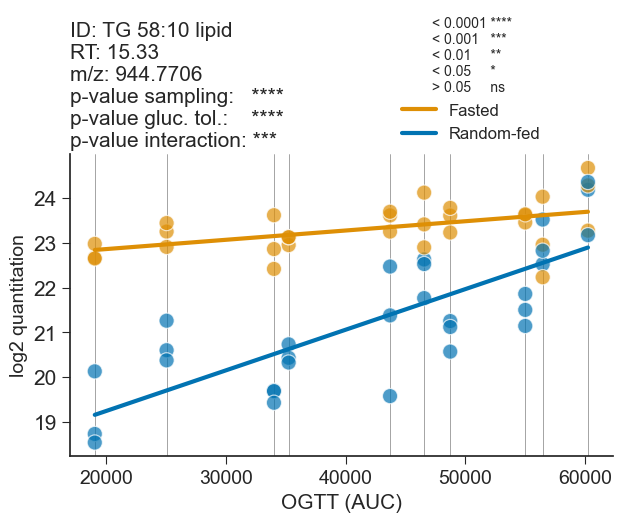 ID: TG 58:10 lipid
RT: 15.33
m/z: 944.7706
p-value sampling: ****
p-value gluc. tol.: ****
p-value interaction: ***
< 0.0001 ****
< 0.001 ***
< 0.01 **
< 0.05 *
> 0.05 ns
Fasted
Random-fed
log2 quantitation
24
23
22
21
20
19
20000 30000 40000 50000 60000
OGTT (AUC)